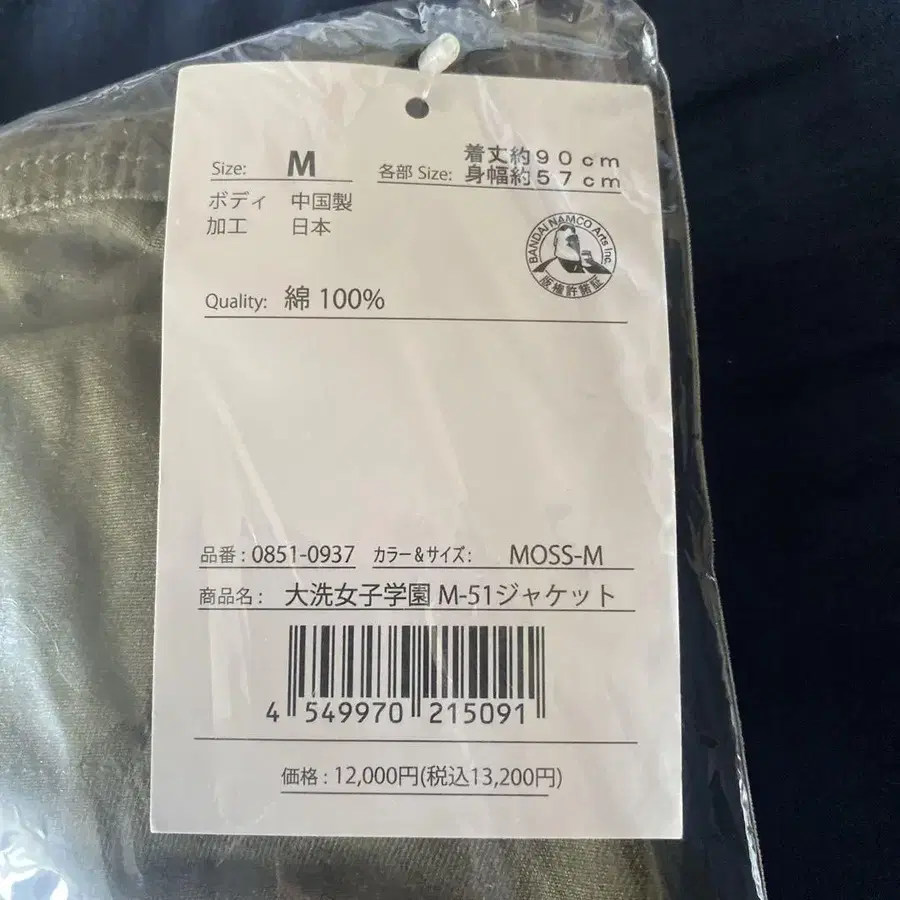 Size: M
各部 Size: 着丈約90cm
身幅約57cm
ボディ 中国製
加工 日本
BANDAI NAMCO Arts Inc.
版権許諾証
Quality: 綿 100%
品番 : 0851-0937 カラー&サイズ: MOSS-M
商品名 : 大洗女子学園 M-51ジャケット
4 549970 215091
価格 : 12,000円(税込13,200円)